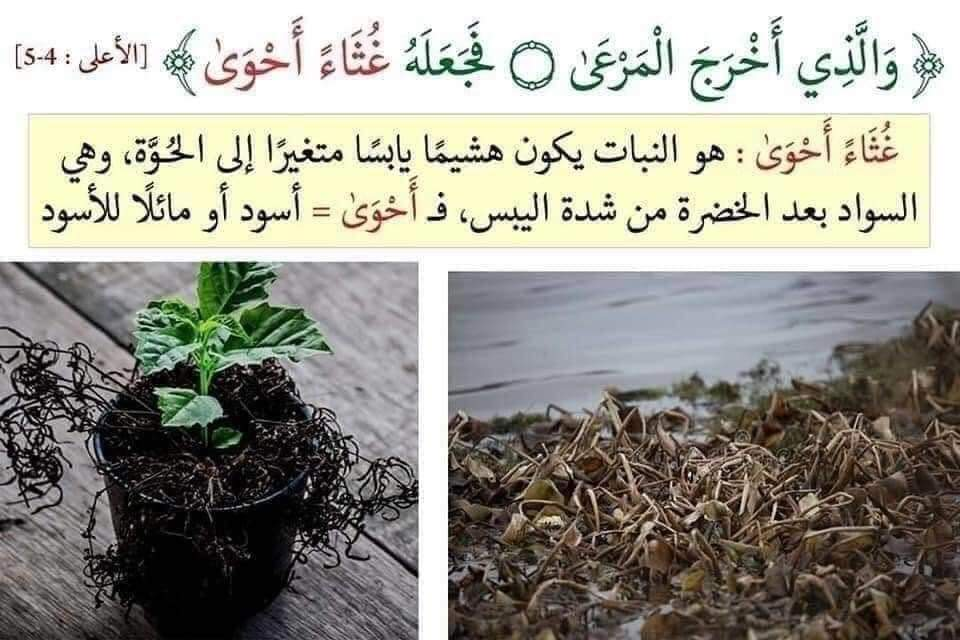 ﴿ وَالَّذِي أَخْرَجَ الْمَرْعَىٰ ۝ فَجَعَلَهُ غُثَاءً أَحْوَىٰ ﴾ [الأعلى : 4-5]
غُثَاءً أَحْوَىٰ : هو النبات يكون هشيمًا يابسًا متغيرًا إلى الحُوَّة، وهي
السواد بعد الخضرة من شدة اليبس، فـ أَحْوَىٰ = أسود أو مائلًا للأسود